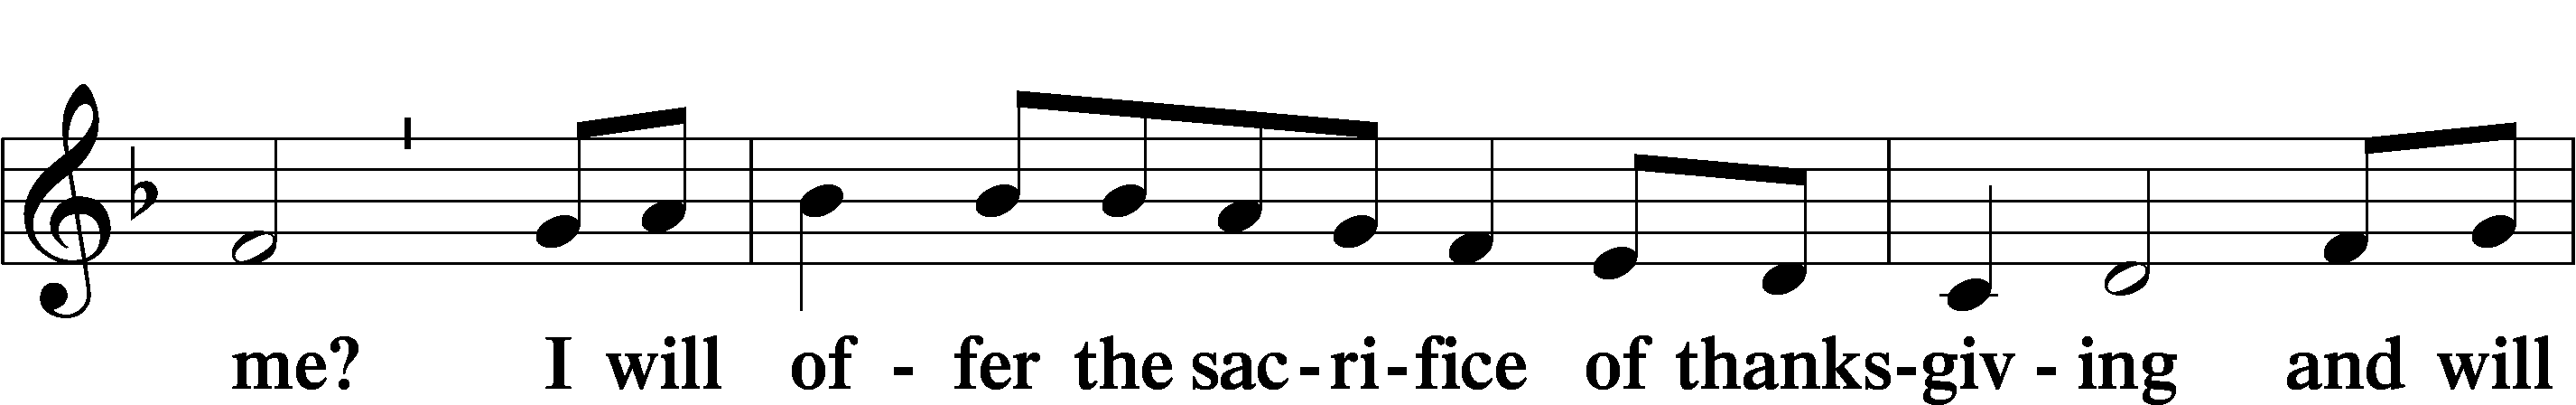 me? I will of - fer the sac - ri - fice of thanks - giv - ing and will